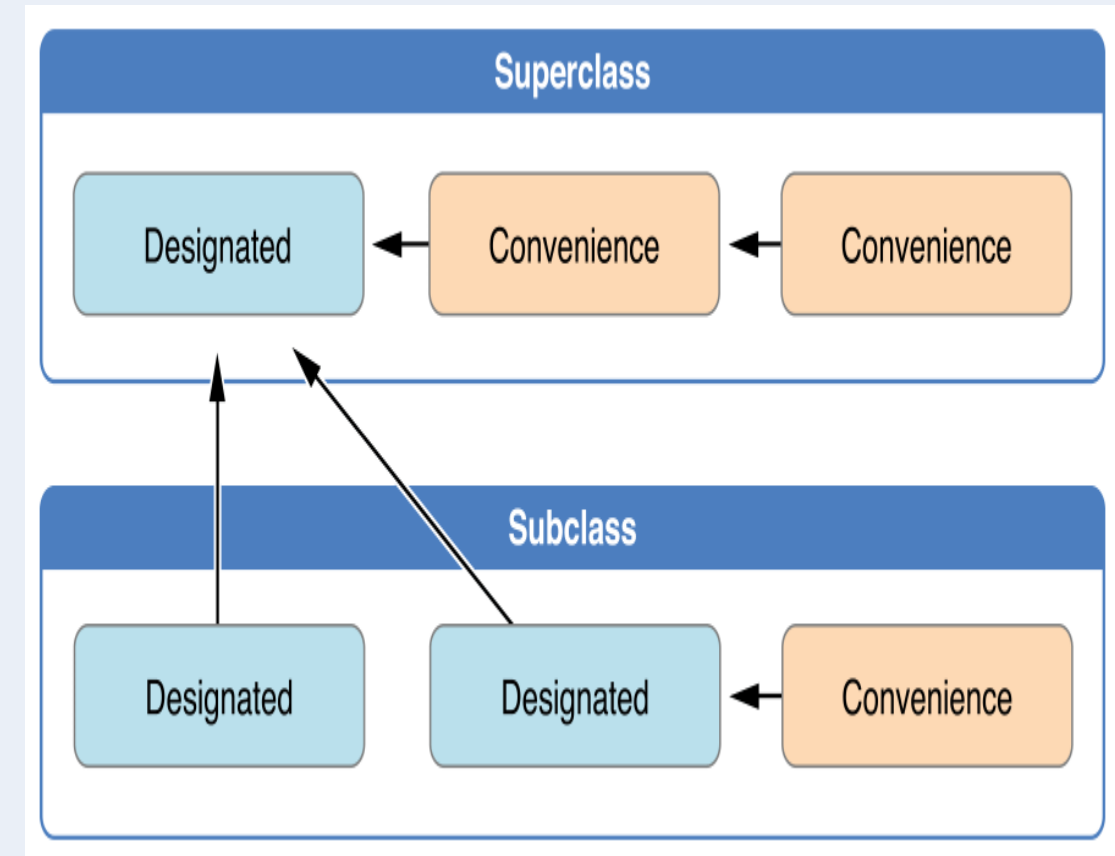 Superclass
Designated
Convenience
Convenience
Subclass
Designated
Designated
Convenience